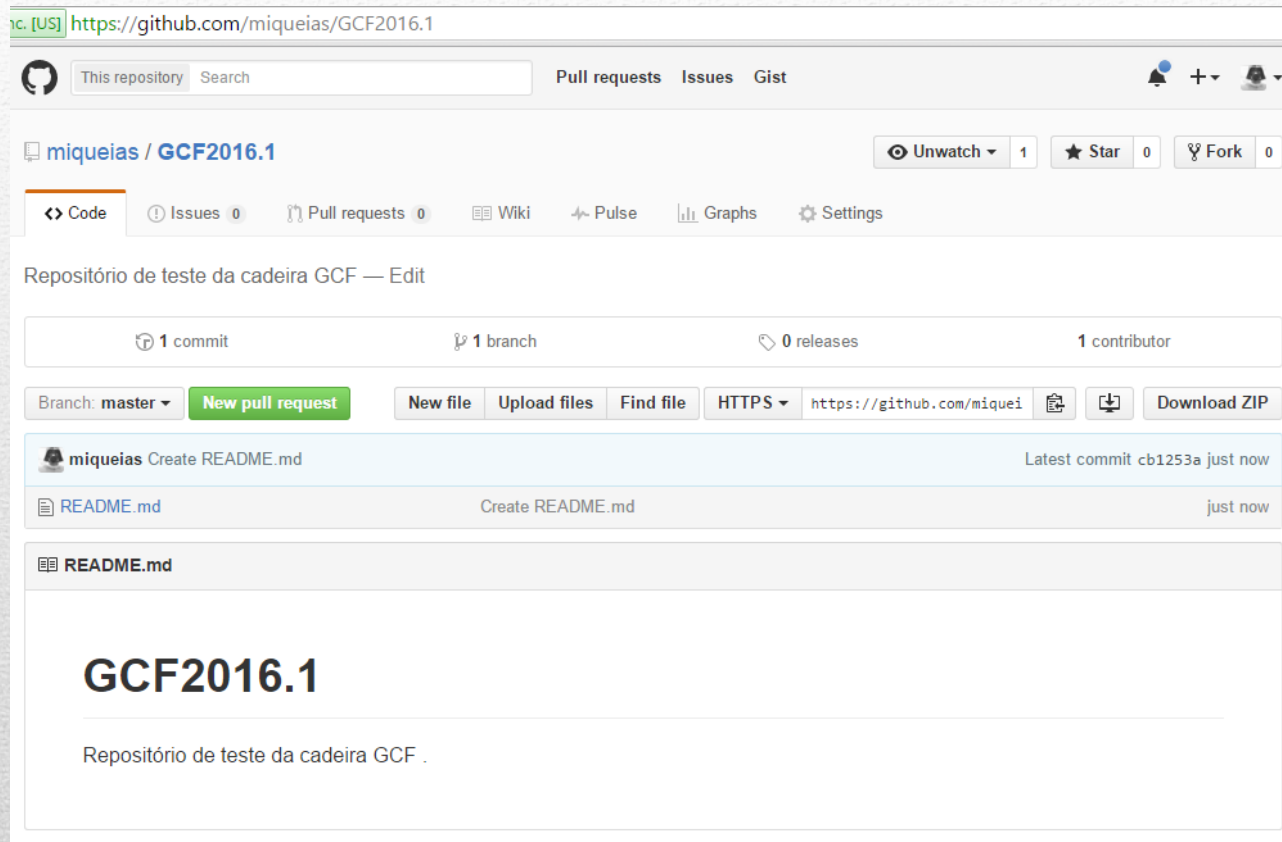 nc. [US] https://github.com/miqueias/GCF2016.1
This repository Search Pull requests Issues Gist
miqueias / GCF2016.1 Unwatch 1 Star 0 Fork 0
Code Issues 0 Pull requests 0 Wiki Pulse Graphs Settings
Repositório de teste da cadeira GCF — Edit
1 commit 1 branch 0 releases 1 contributor
Branch: master New pull request New file Upload files Find file HTTPS https://github.com/miquei Download ZIP
miqueias Create README.md Latest commit cb1253a just now
README.md Create README.md just now
README.md
GCF2016.1
Repositório de teste da cadeira GCF .